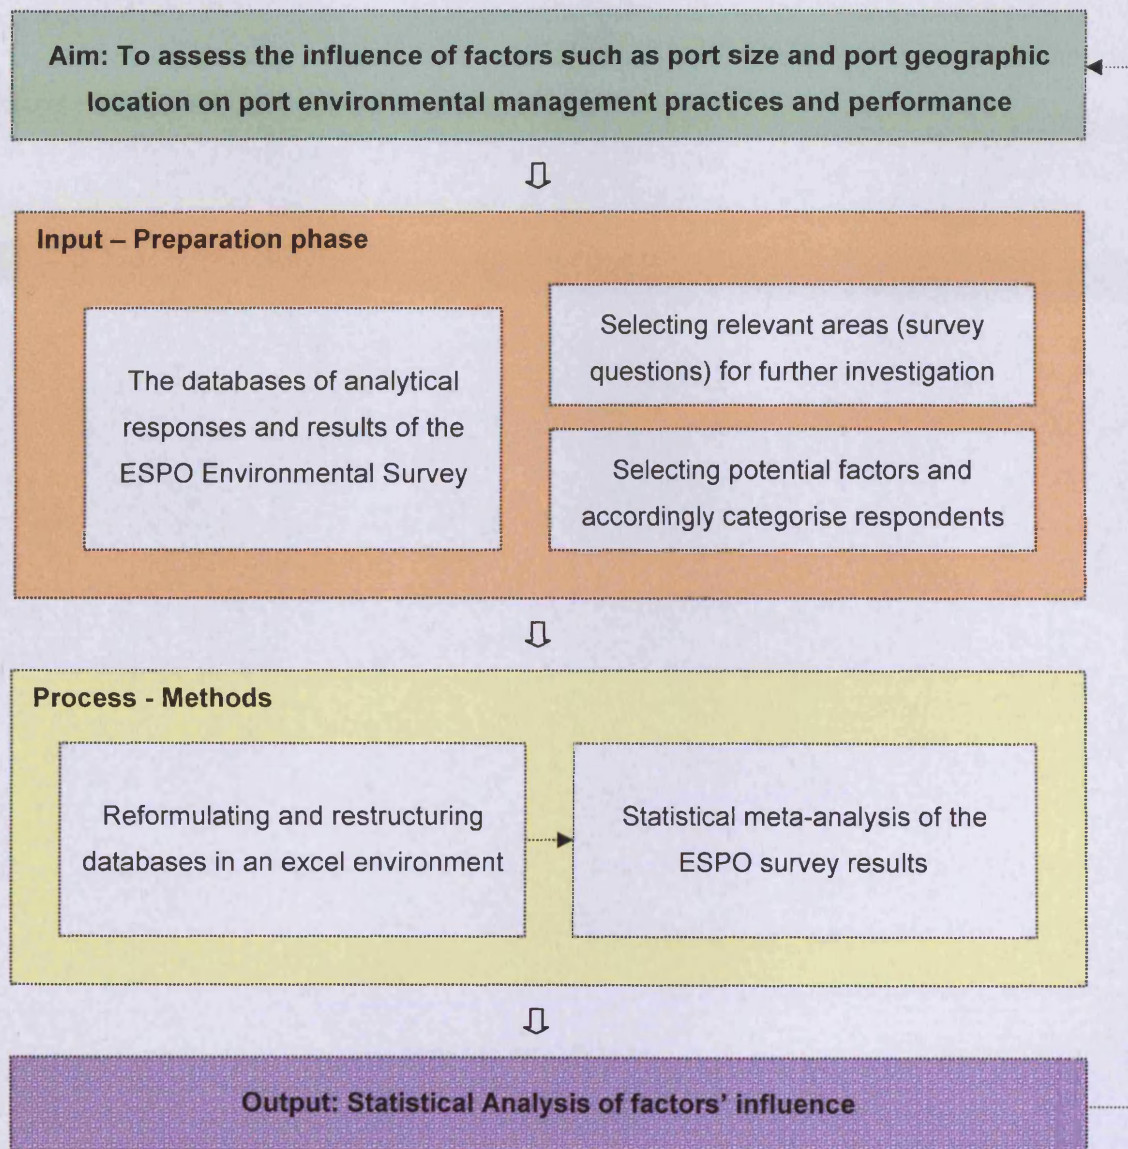 Aim: To assess the influence of factors such as port size and port geographic
location on port environmental management practices and performance
Input – Preparation phase
The databases of analytical
responses and results of the
ESPO Environmental Survey
Selecting relevant areas (survey
questions) for further investigation
Selecting potential factors and
accordingly categorise respondents
Process - Methods
Reformulating and restructuring
databases in an excel environment
Statistical meta-analysis of the
ESPO survey results
Output: Statistical Analysis of factors’ influence